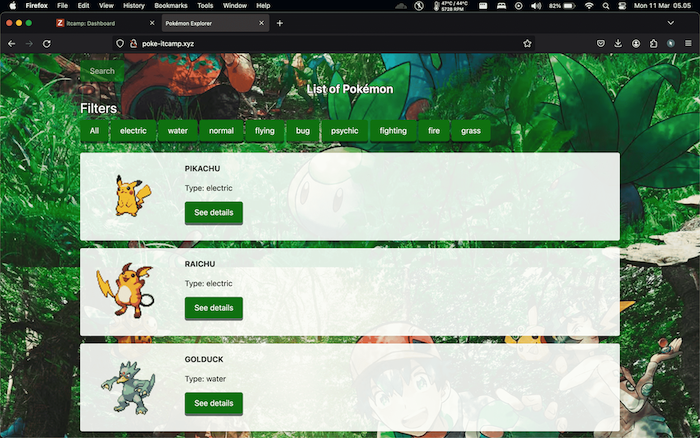 Firefox File Edit View History Bookmarks Tools Window Help 47°C / 44°C 5728 RPM 82% Mon 11 Mar 05.05
itcamp: Dashboard Pokémon Explorer
poke-itcamp.xyz
Search
List of Pokémon
Filters
All electric water normal flying bug psychic fighting fire grass
PIKACHU
Type: electric
See details
RAICHU
Type: electric
See details
GOLDUCK
Type: water
See details